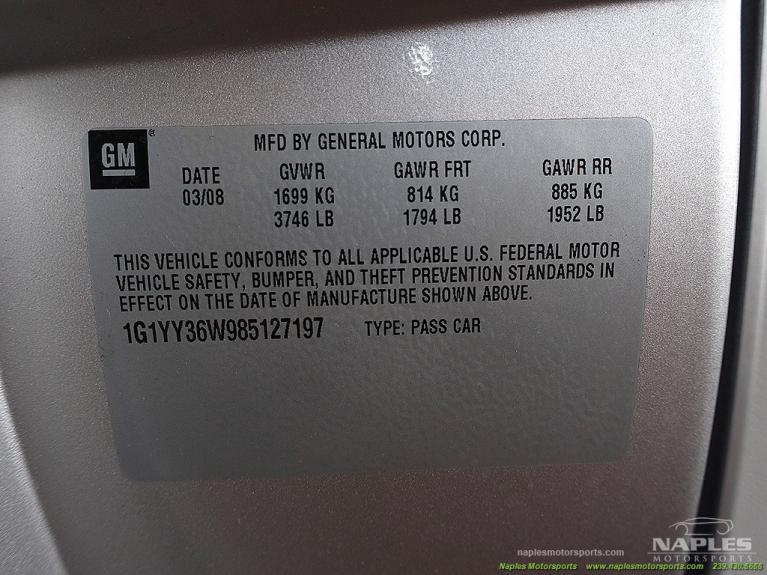 GM
MFD BY GENERAL MOTORS CORP.
DATE GVWR GAWR FRT GAWR RR
03/08 1699 KG 814 KG 885 KG
3746 LB 1794 LB 1952 LB
THIS VEHICLE CONFORMS TO ALL APPLICABLE U.S. FEDERAL MOTOR
VEHICLE SAFETY, BUMPER, AND THEFT PREVENTION STANDARDS IN
EFFECT ON THE DATE OF MANUFACTURE SHOWN ABOVE.
1G1YY36W985127197 TYPE: PASS CAR
NAPLES
MOTORSPORTS
naplesmotorsports.com
Naples Motorsports www.naplesmotorsports.com 239.430.5655